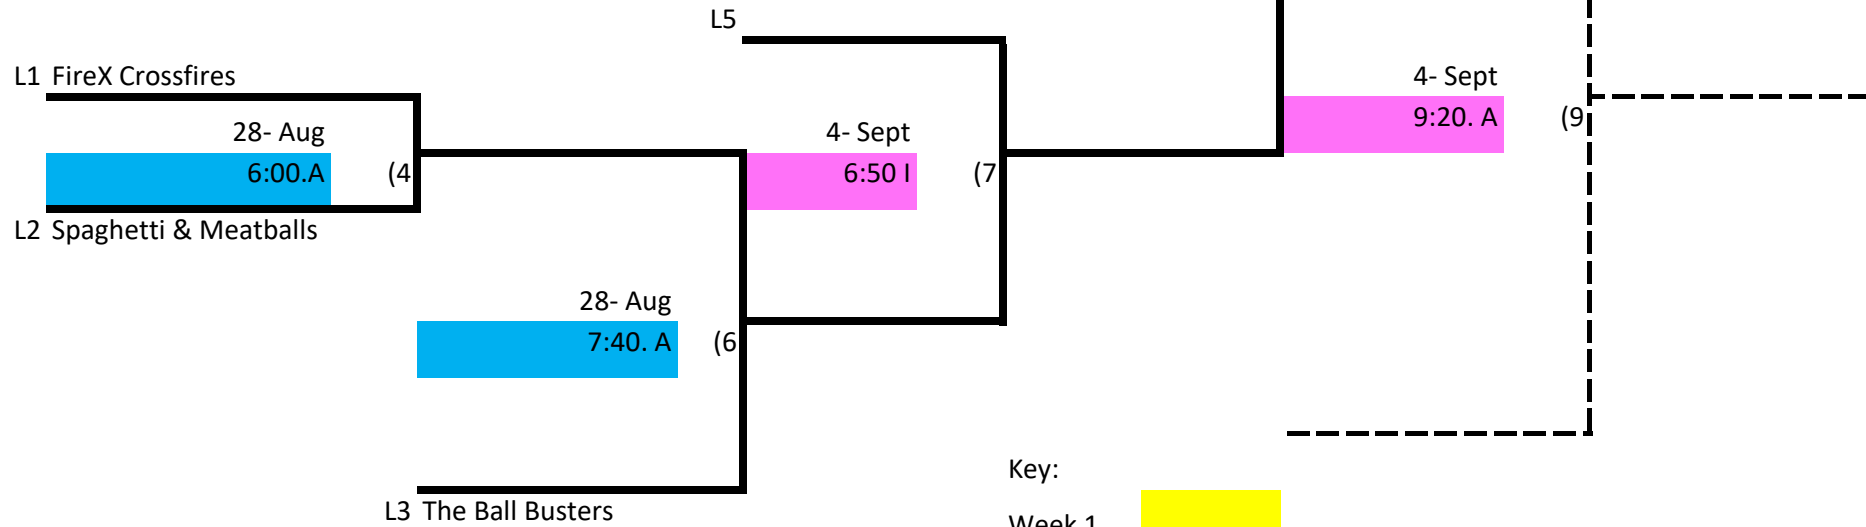 L5
L1 FireX Crossfires
4- Sept
9:20. A (9
28- Aug
4- Sept
6:00.A (4
6:50 I (7
L2 Spaghetti & Meatballs
28- Aug
7:40. A (6
Key:
L3 The Ball Busters
Week 1